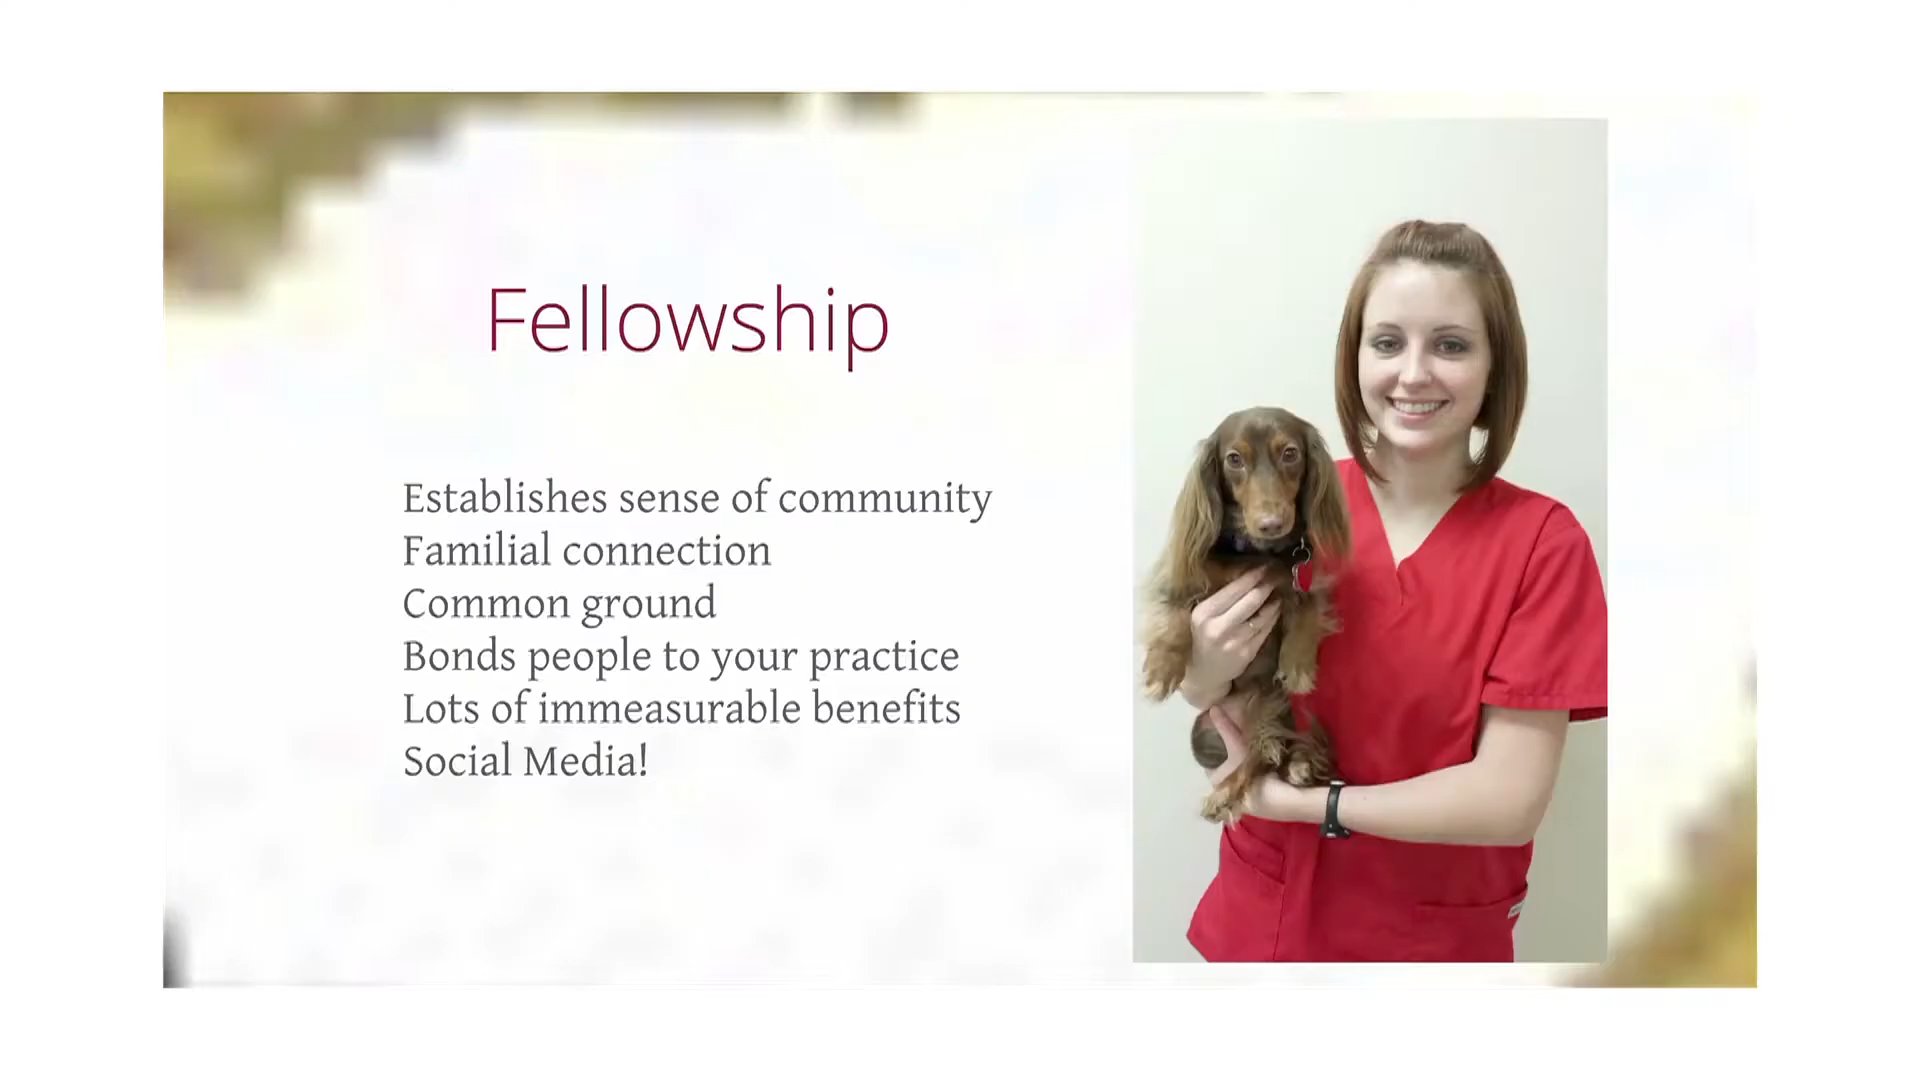 Fellowship
Establishes sense of community
Familial connection
Common ground
Bonds people to your practice
Lots of immeasurable benefits
Social Media!